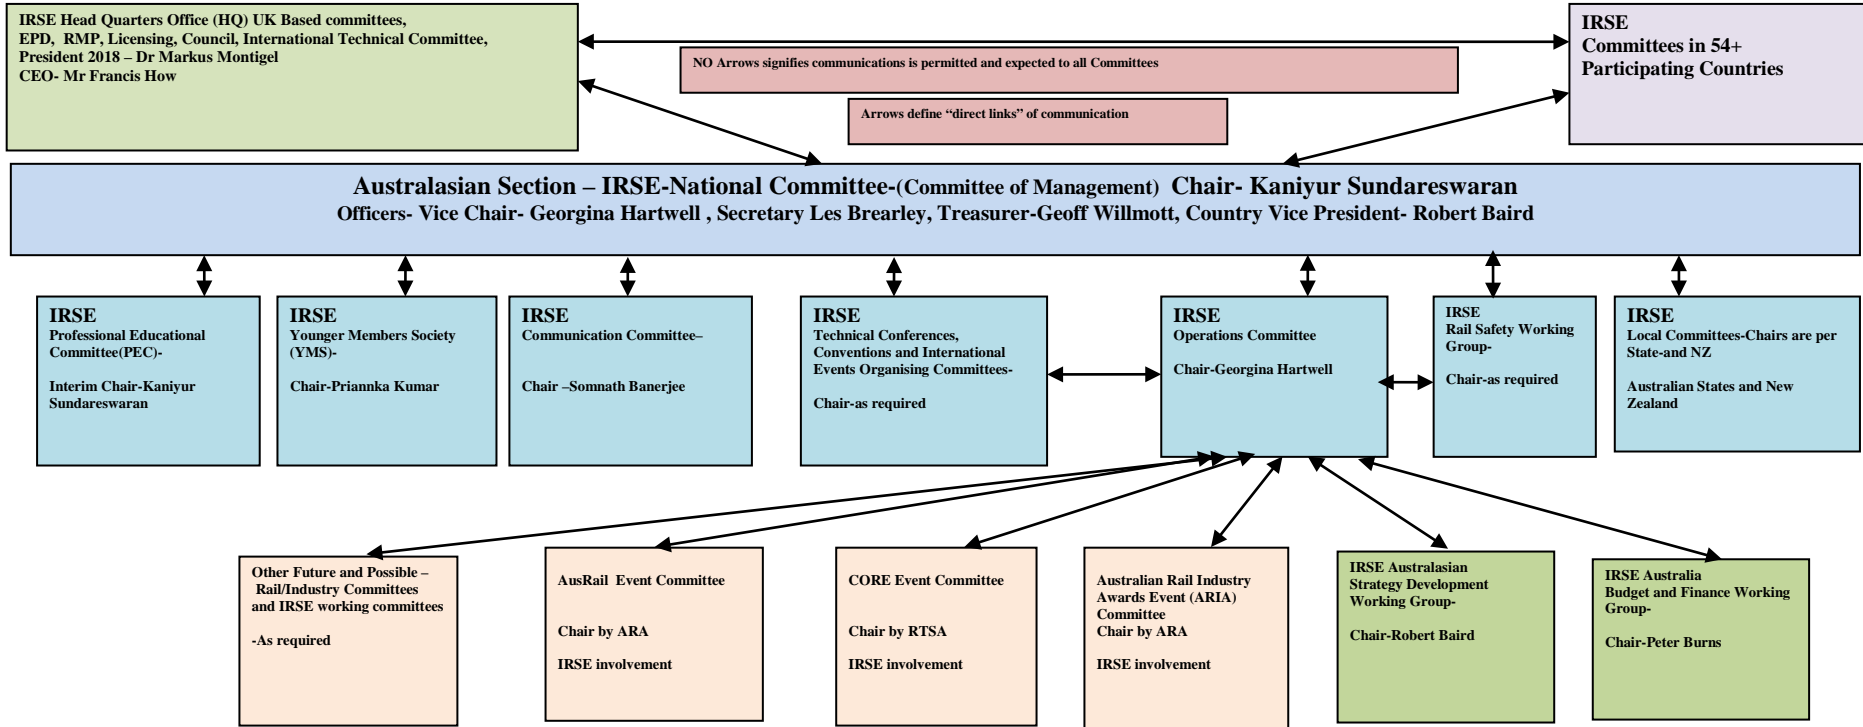 IRSE Head Quarters Office (HQ) UK Based committees,
EPD, RMP, Licensing, Council, International Technical Committee,
President 2018 – Dr Markus Montigel
CEO- Mr Francis How
NO Arrows signifies communications is permitted and expected to all Committees
Arrows define “direct links” of communication
IRSE
Committees in 54+
Participating Countries
Australasian Section – IRSE-National Committee-(Committee of Management) Chair- Kaniyur Sundareswaran
Officers- Vice Chair- Georgina Hartwell , Secretary Les Brearley, Treasurer-Geoff Willmott, Country Vice President- Robert Baird
IRSE
Professional Educational
Committee(PEC)-
Interim Chair-Kaniyur
Sundareswaran
IRSE
Younger Members Society
(YMS)-
Chair-Priannka Kumar
IRSE
Communication Committee–
Chair –Somnath Banerjee
IRSE
Technical Conferences,
Conventions and International
Events Organising Committees-
Chair-as required
IRSE
Operations Committee
Chair-Georgina Hartwell
IRSE
Rail Safety Working
Group-
Chair-as required
IRSE
Local Committees-Chairs are per
State-and NZ
Australian States and New
Zealand
Other Future and Possible –
Rail/Industry Committees
and IRSE working committees
-As required
AusRail Event Committee
Chair by ARA
IRSE involvement
CORE Event Committee
Chair by RTSA
IRSE involvement
Australian Rail Industry
Awards Event (ARIA)
Committee
Chair by ARA
IRSE involvement
IRSE Australasian
Strategy Development
Working Group-
Chair-Robert Baird
IRSE Australia
Budget and Finance Working
Group-
Chair-Peter Burns